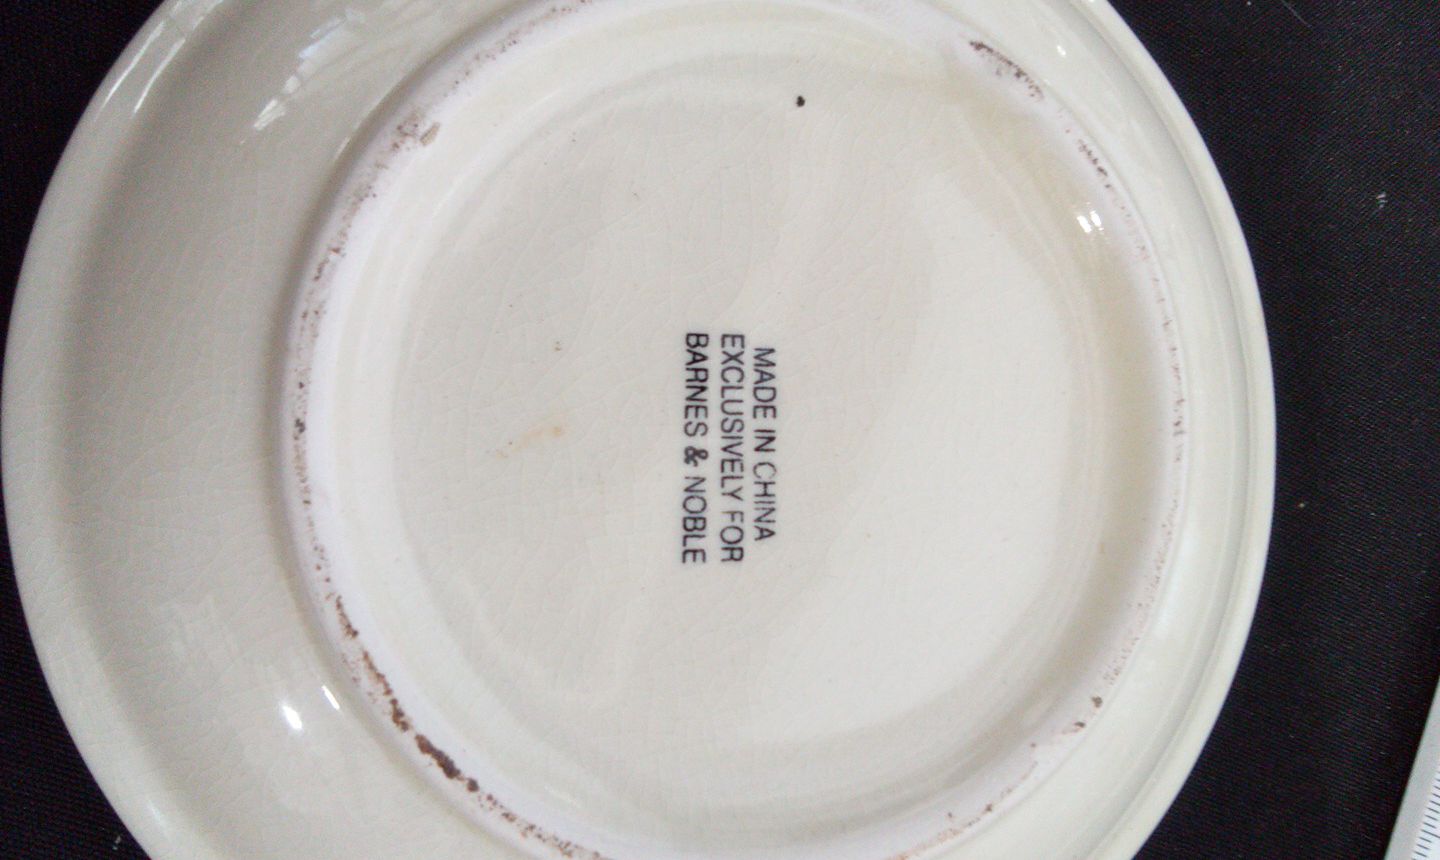 MADE IN CHINA
EXCLUSIVELY FOR
BARNES & NOBLE